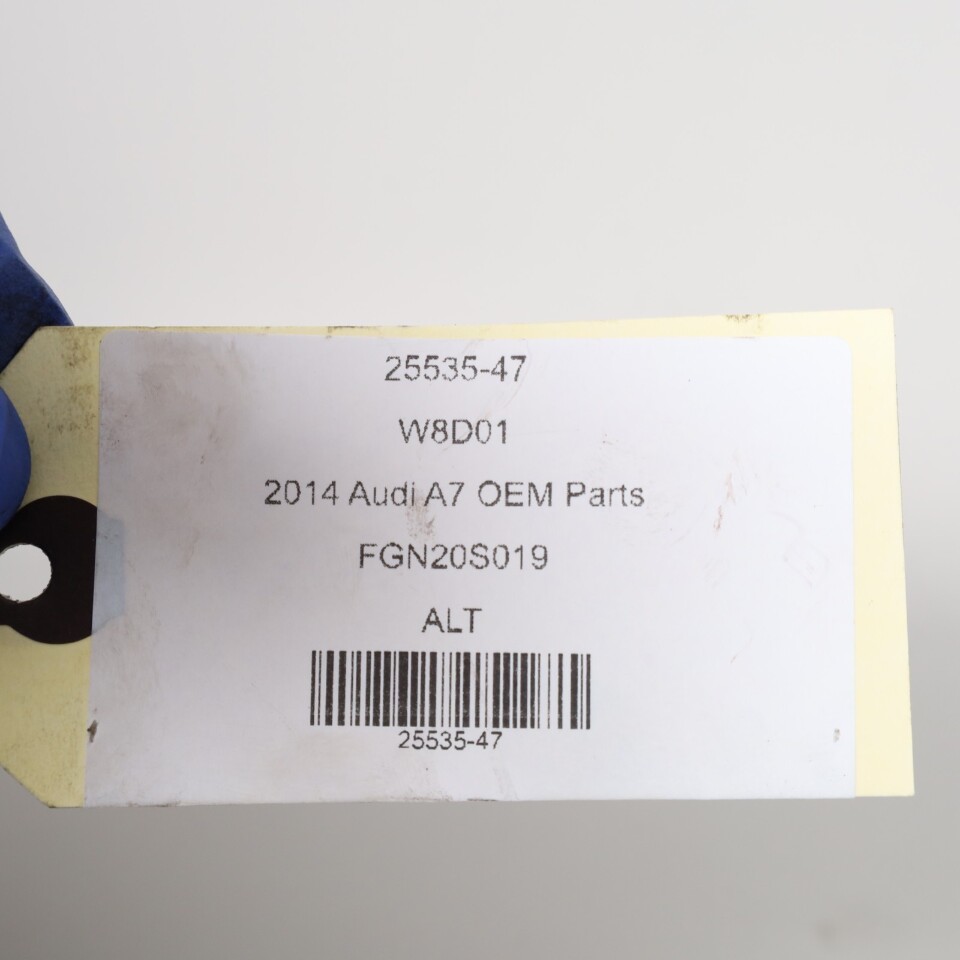 25535-47
W8D01
2014 Audi A7 OEM Parts
FGN20S019
ALT
25535-47